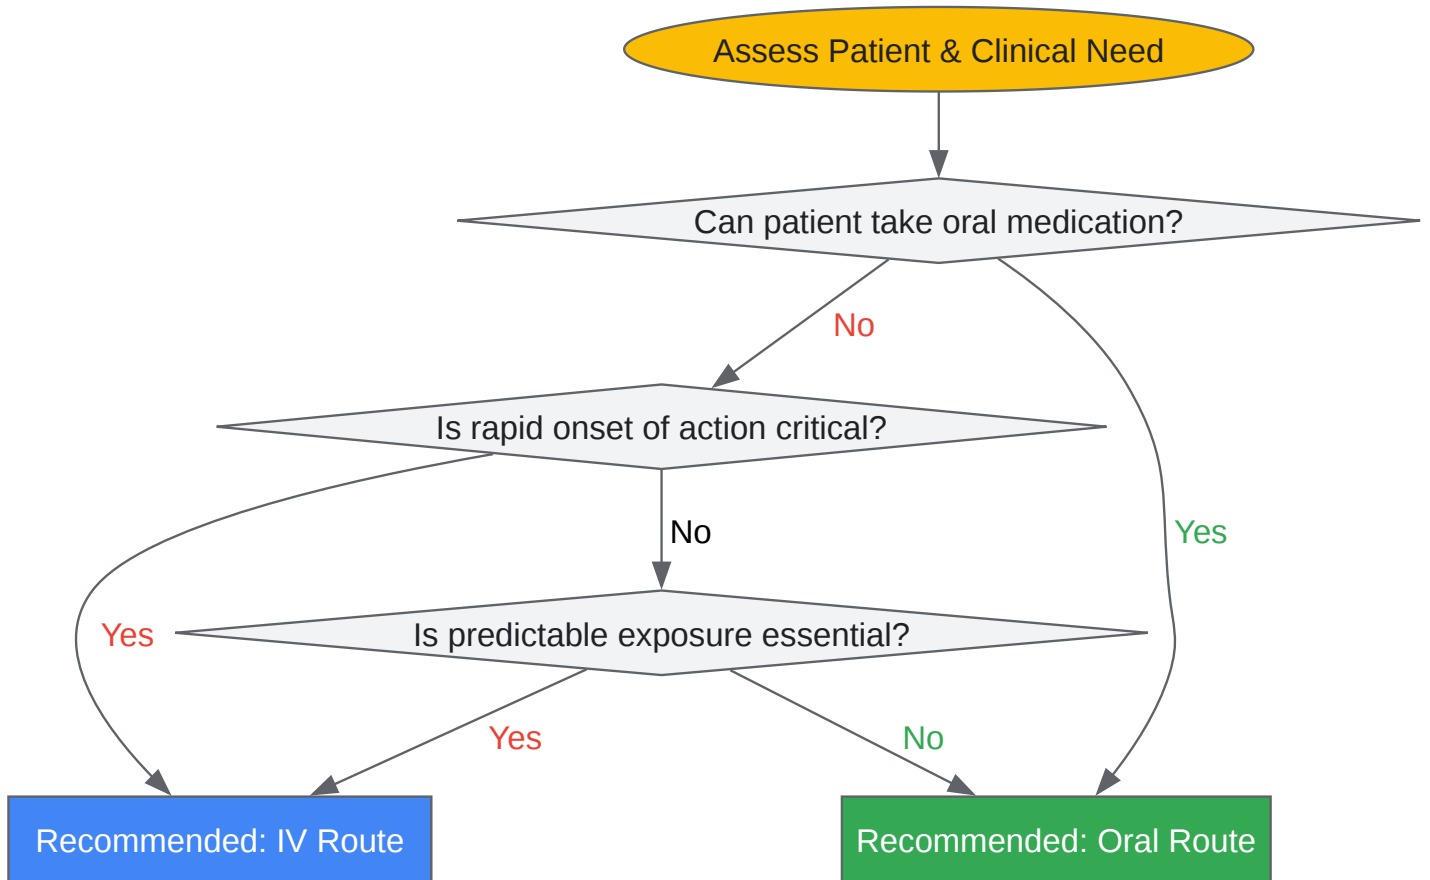 Assess Patient & Clinical Need
Can patient take oral medication?
No
Is rapid onset of action critical?
No
Yes
Yes
Is predictable exposure essential?
Yes
No
Recommended: IV Route
Recommended: Oral Route